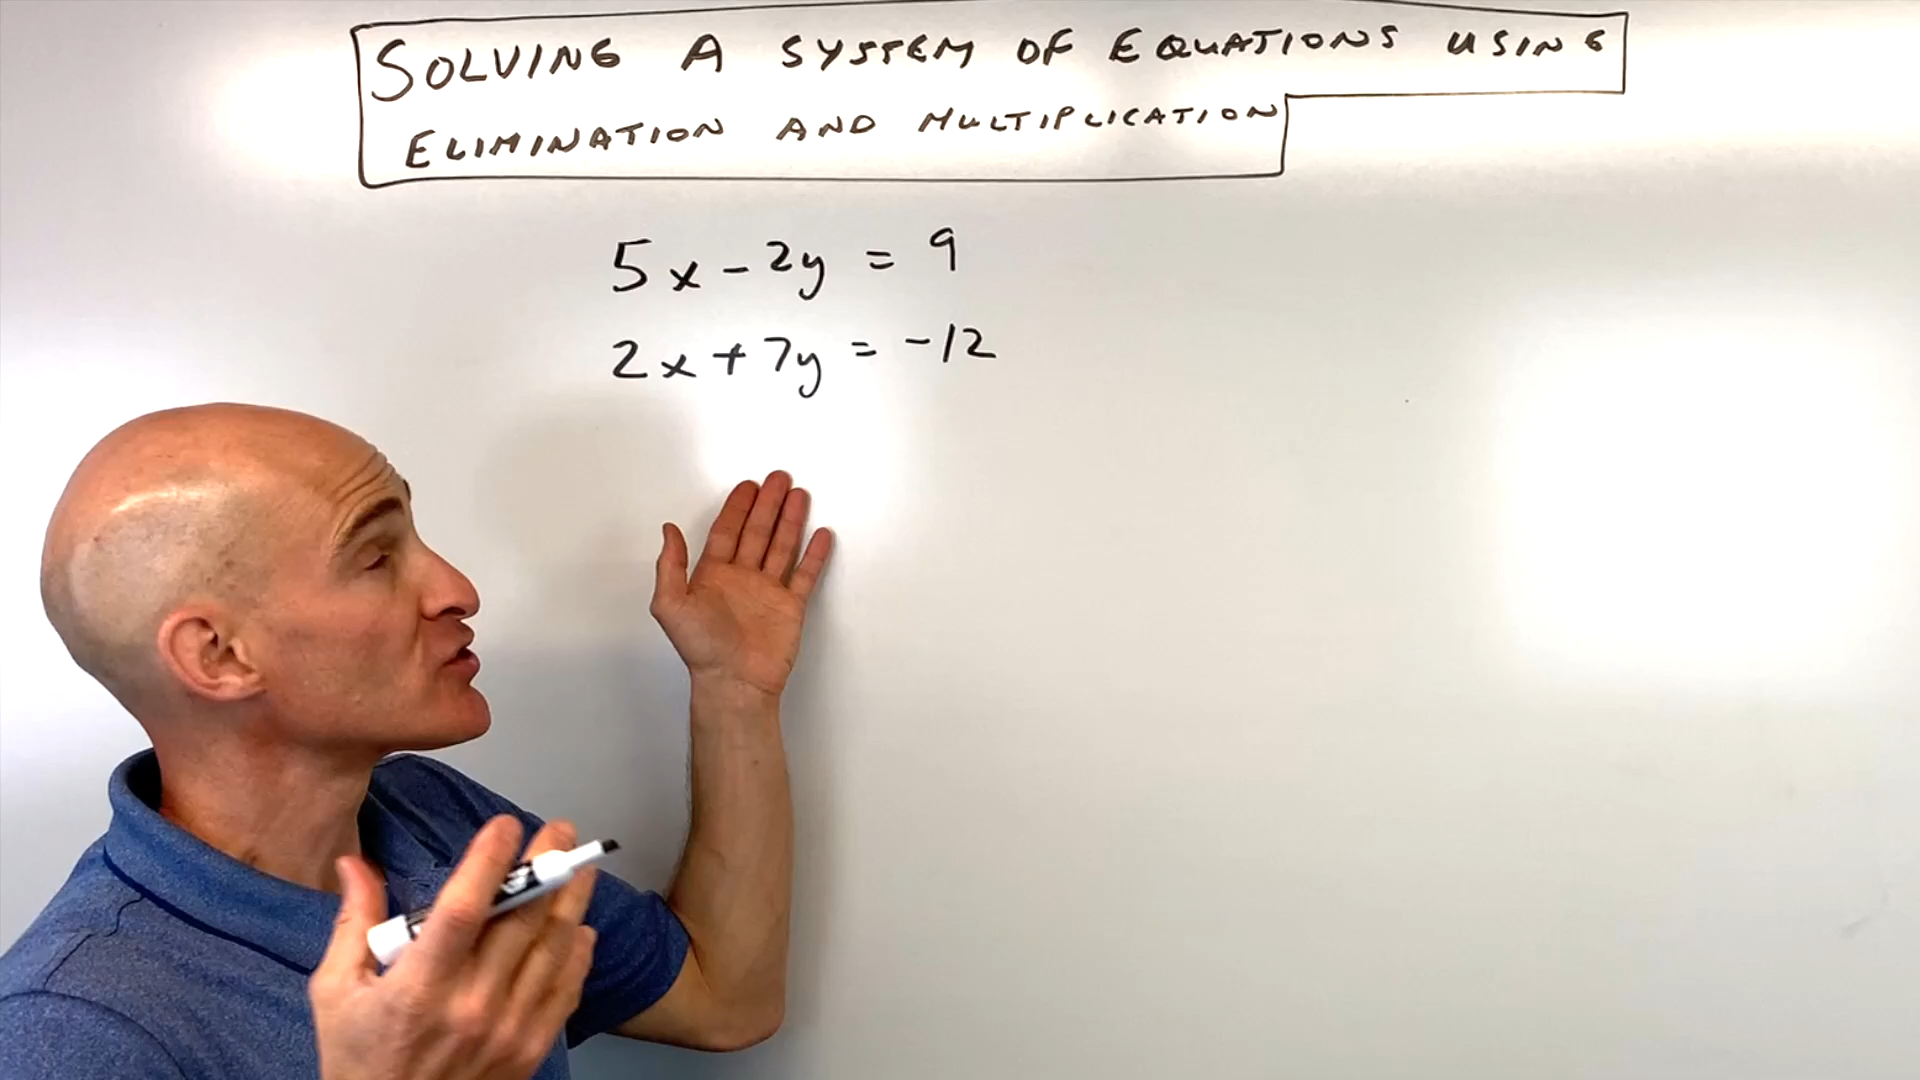 SOLVING A SYSTEM OF EQUATIONS USING
ELIMINATION AND MULTIPLICATION
5x - 2y = 9
2x + 7y = -12